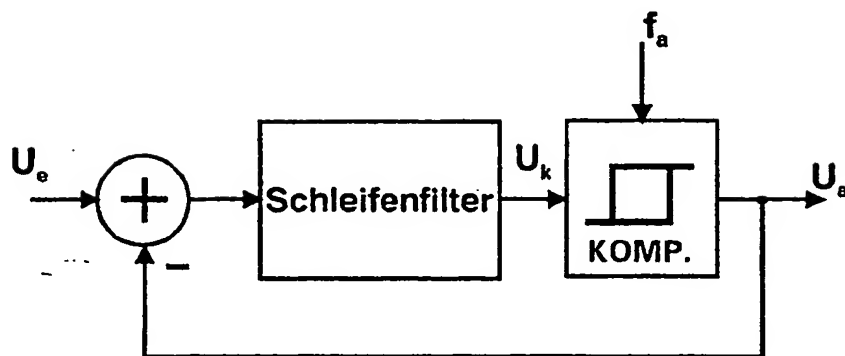 f_a
U_e
+
Schleifenfilter
U_k
KOMP.
U_a
−